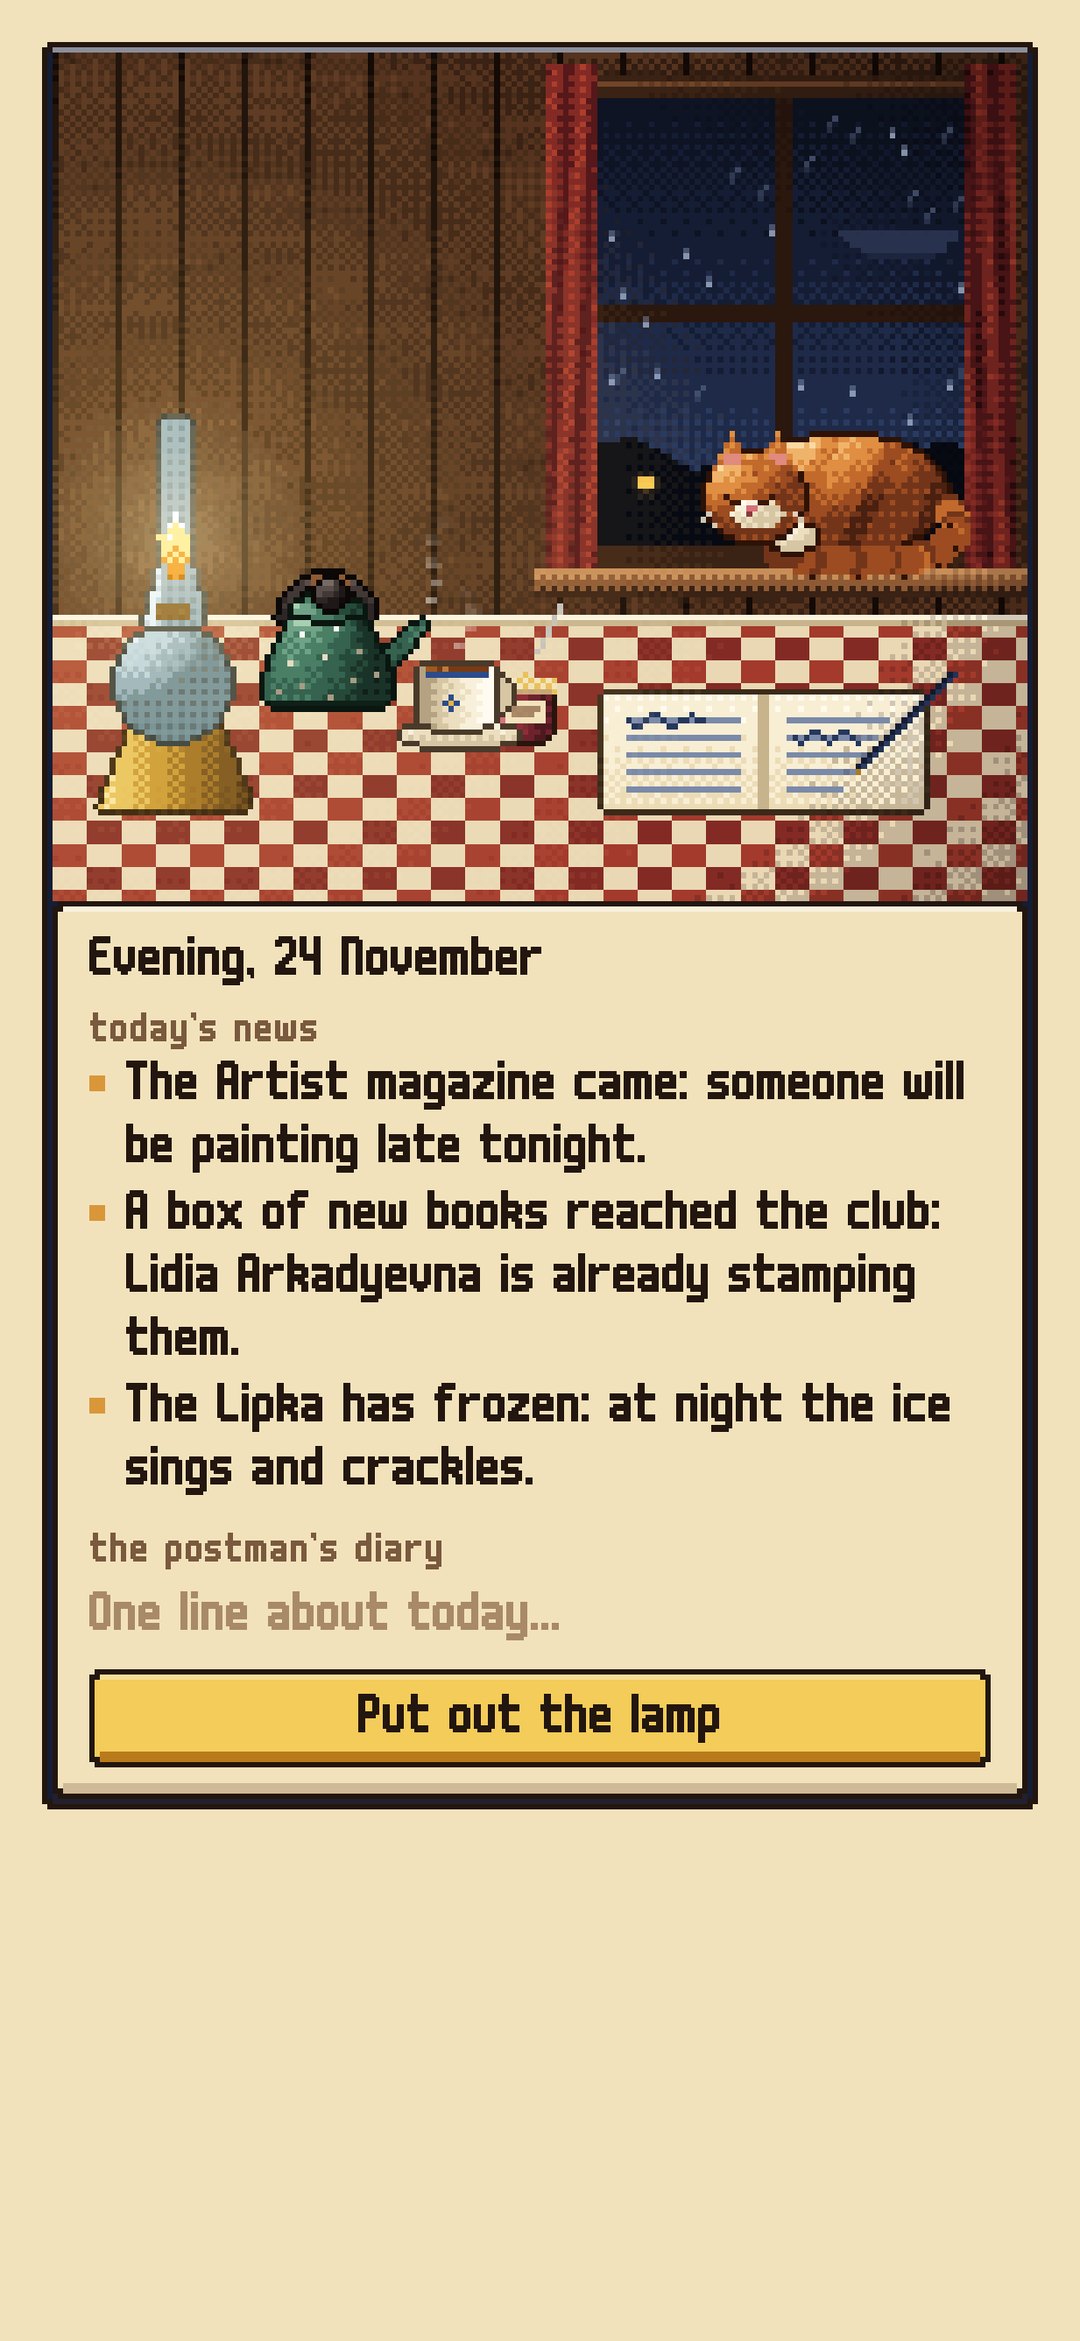 Evening, 24 November
today's news
The Artist magazine came: someone will
be painting late tonight.
A box of new books reached the club:
Lidia Arkadyevna is already stamping
them.
The Lipka has frozen: at night the ice
sings and crackles.
the postman's diary
One line about today...
Put out the lamp